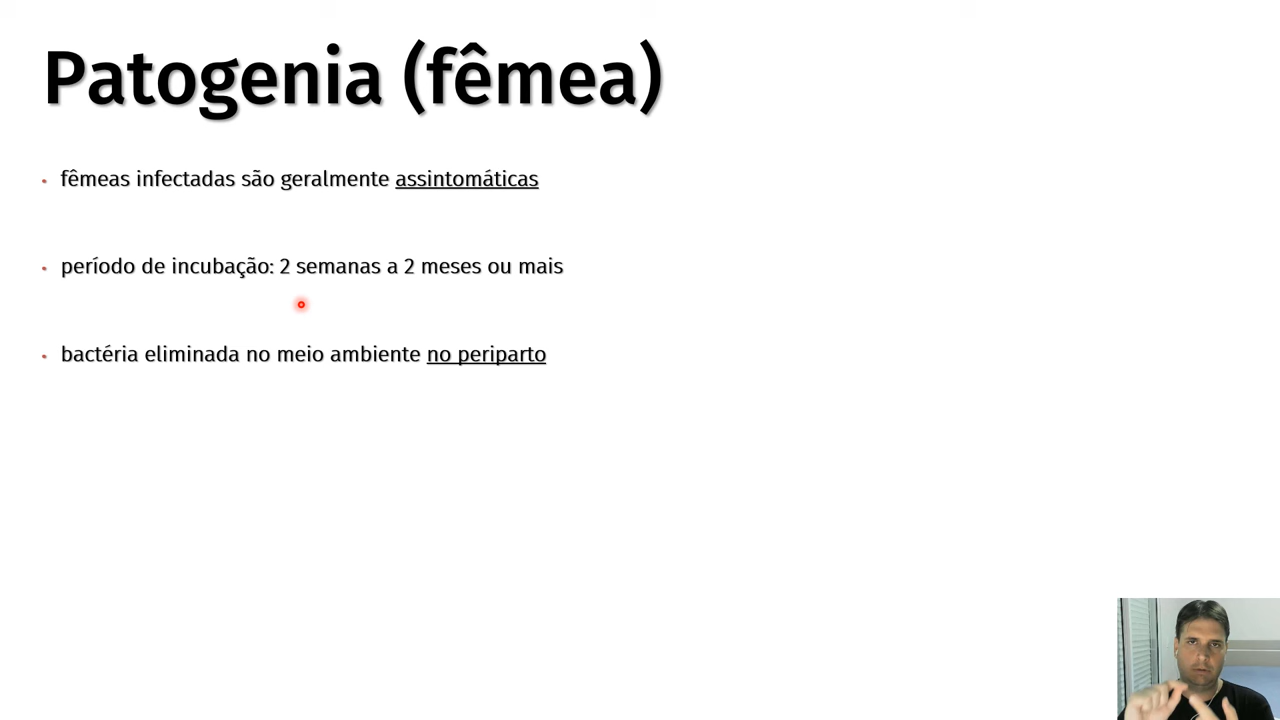 Patogenia (fêmea)
fêmeas infectadas são geralmente assintomáticas
período de incubação: 2 semanas a 2 meses ou mais
bactéria eliminada no meio ambiente no periparto